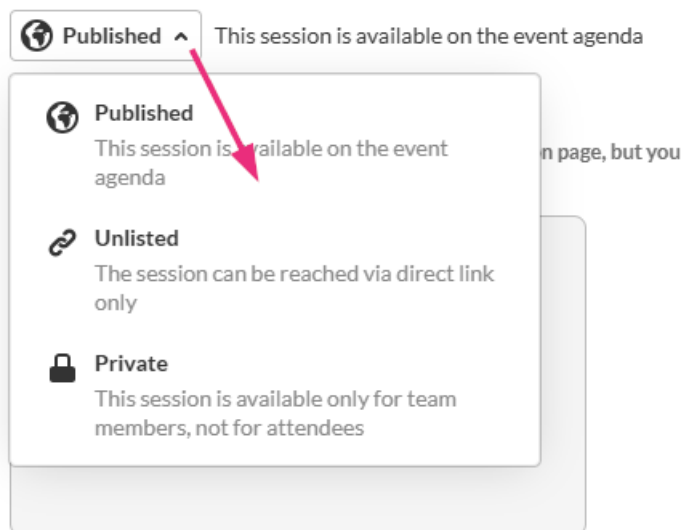 Published This session is available on the event agenda
Published
This session is available on the event
agenda
n page, but you
Unlisted
The session can be reached via direct link
only
Private
This session is available only for team
members, not for attendees